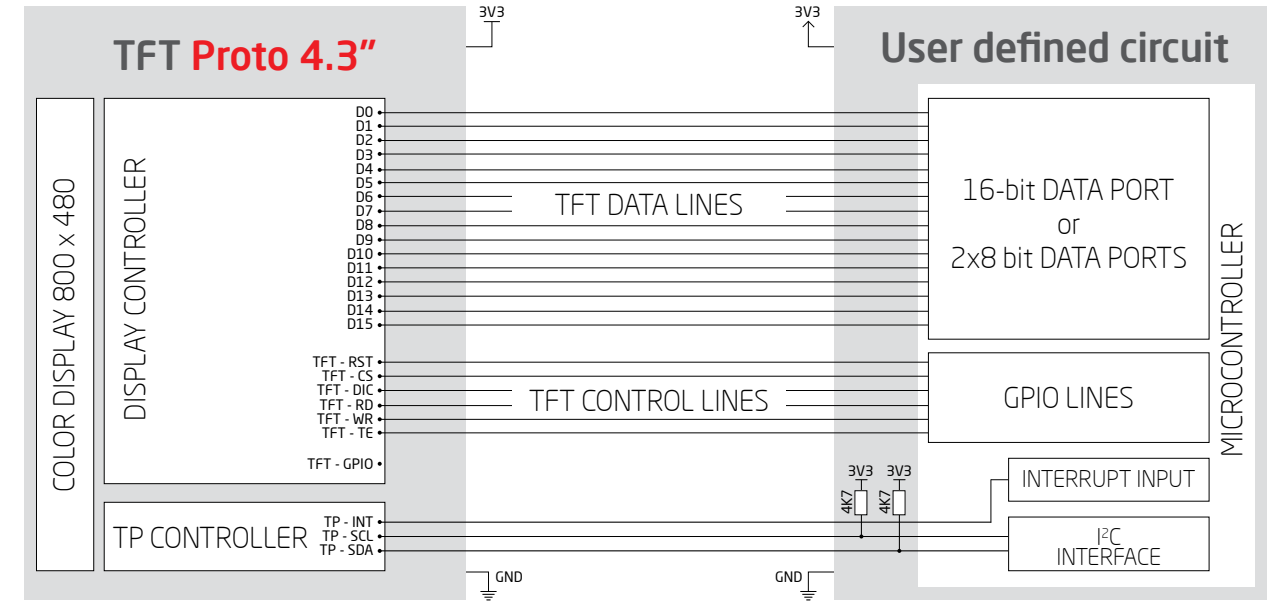 3V3
3V3
TFT Proto 4.3”
User defined circuit
COLOR DISPLAY 800 x 480
DISPLAY CONTROLLER
D0
D1
D2
D3
D4
D5
D6
D7
D8
D9
D10
D11
D12
D13
D14
D15
TFT DATA LINES
16-bit DATA PORT
or
2x8 bit DATA PORTS
MICROCONTROLLER
TFT - RST
TFT - CS
TFT - DIC
TFT - RD
TFT - WR
TFT - TE
TFT - GPIO
TFT CONTROL LINES
GPIO LINES
3V3
3V3
4K7
4K7
INTERRUPT INPUT
TP CONTROLLER
TP - INT
TP - SCL
TP - SDA
I²C
INTERFACE
GND
GND